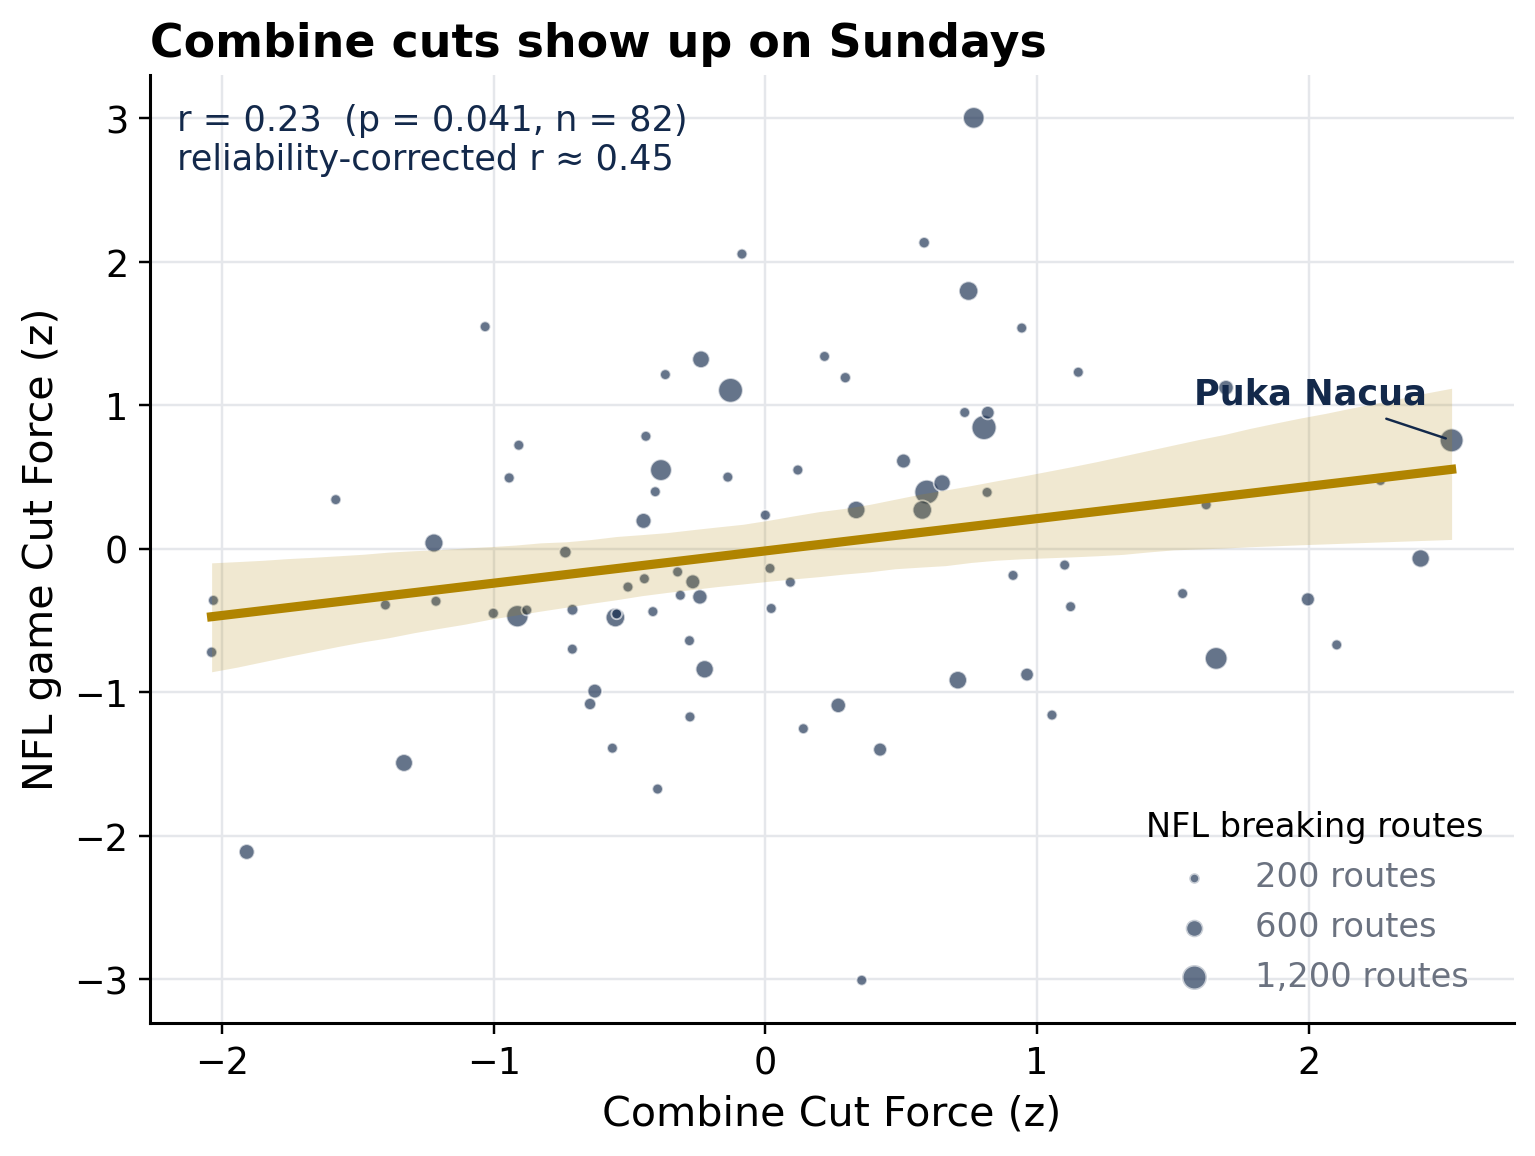 Combine cuts show up on Sundays
r = 0.23  (p = 0.041, n = 82)
reliability-corrected r ≈ 0.45
Puka Nacua
NFL game Cut Force (z)
3
2
1
0
−1
−2
−3
NFL breaking routes
200 routes
600 routes
1,200 routes
−2
−1
0
1
2
Combine Cut Force (z)